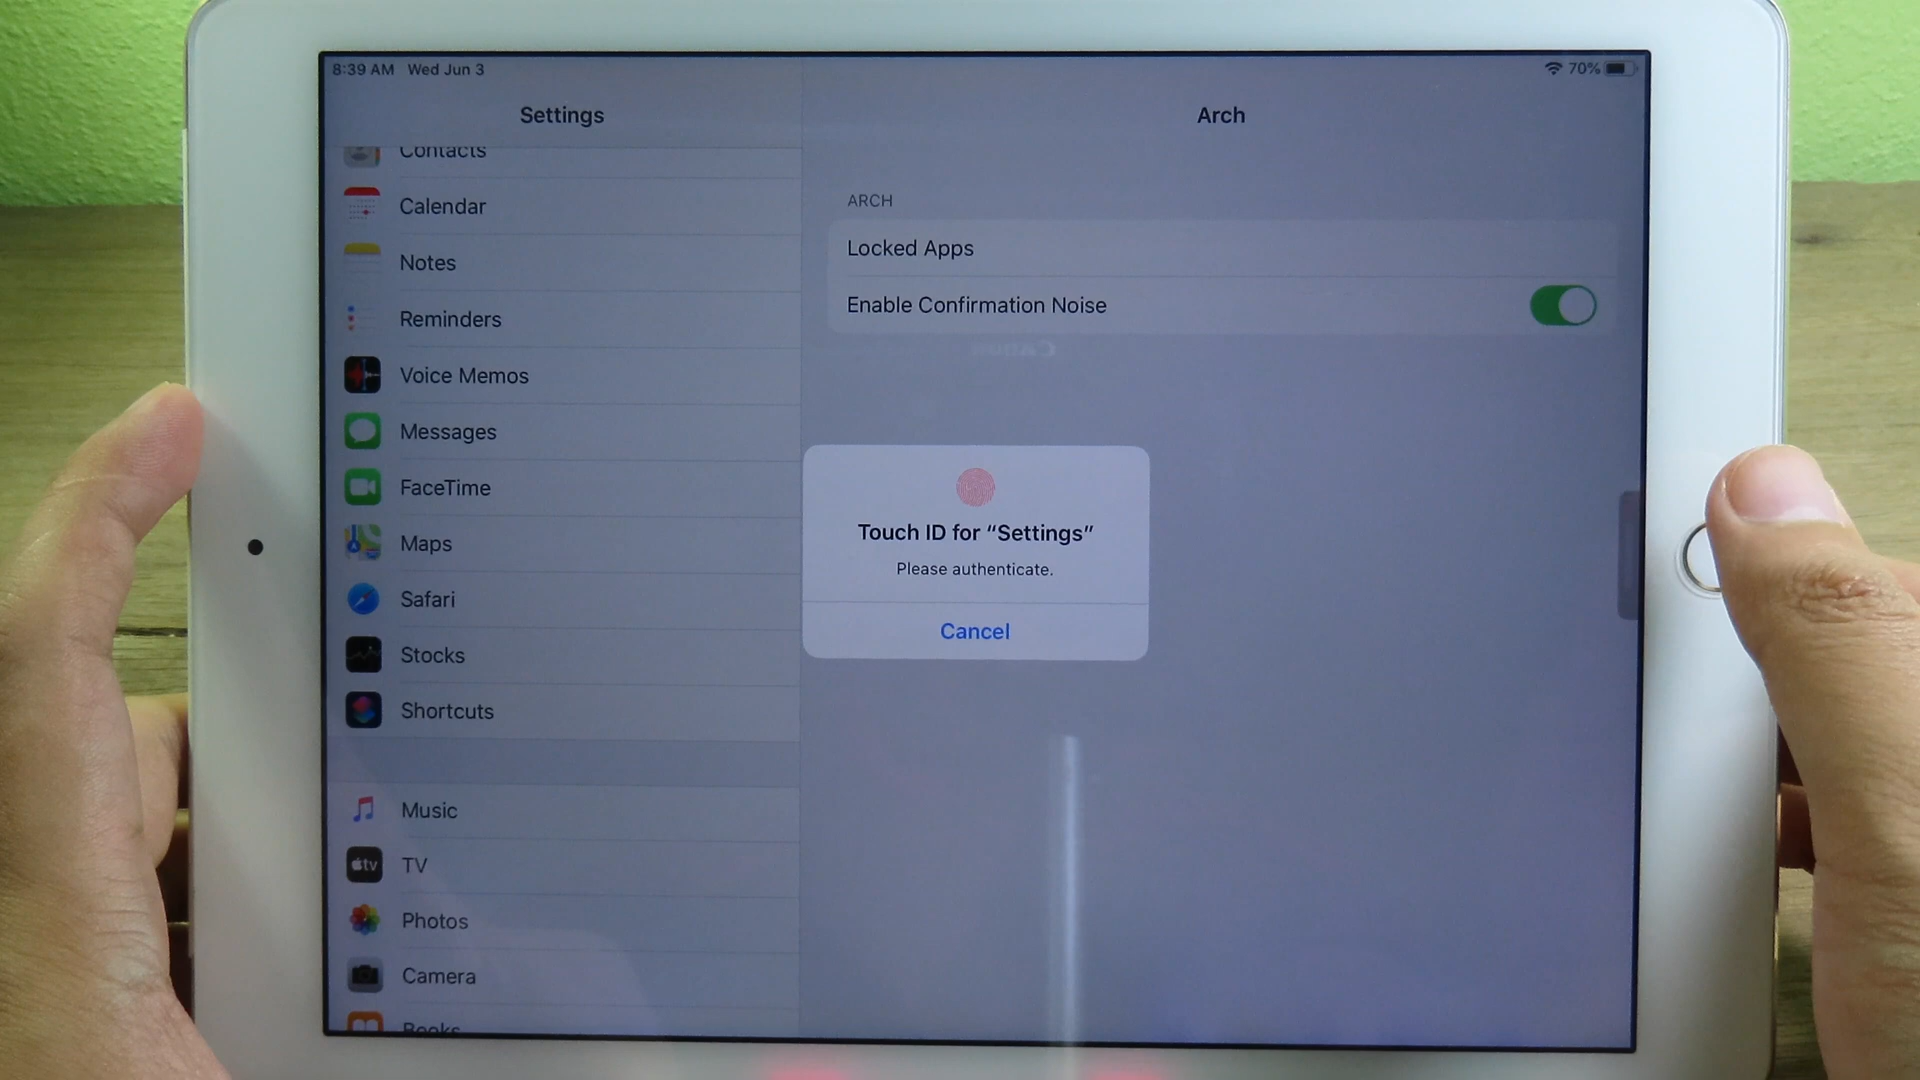 8:39 AM Wed Jun 3
70%
Settings
Contacts
Calendar
Notes
Reminders
Voice Memos
Messages
FaceTime
Maps
Safari
Stocks
Shortcuts
Music
tv
TV
Photos
Camera
Books
Arch
ARCH
Locked Apps
Enable Confirmation Noise
Canon
Touch ID for “Settings”
Please authenticate.
Cancel